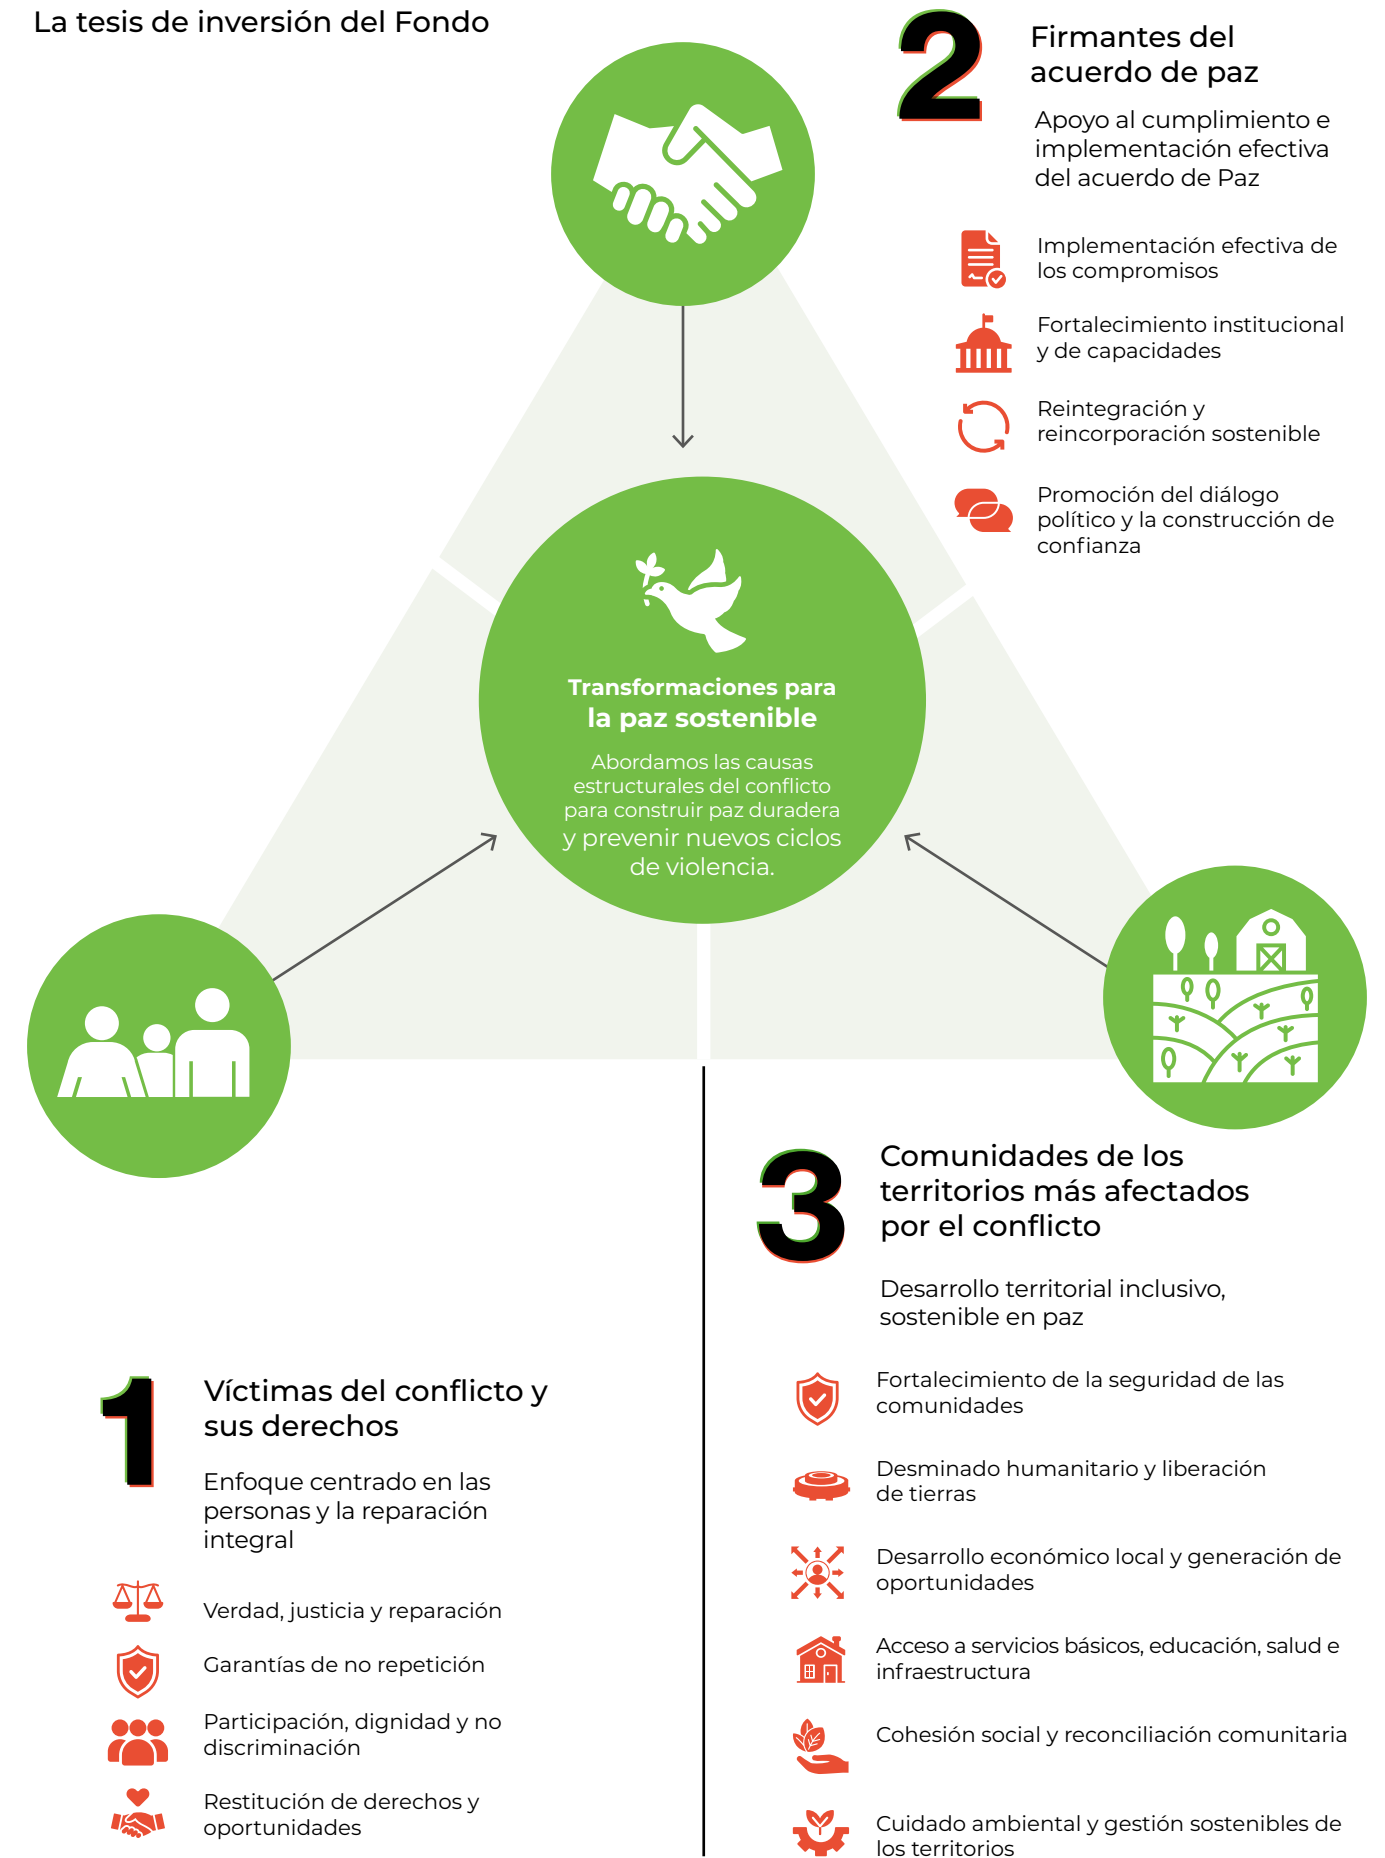 La tesis de inversión del Fondo
2
Firmantes del
acuerdo de paz
Apoyo al cumplimiento e
implementación efectiva
del acuerdo de Paz
Implementación efectiva de
los compromisos
Fortalecimiento institucional
y de capacidades
Reintegración y
reincorporación sostenible
Promoción del diálogo
político y la construcción de
confianza
Transformaciones para
la paz sostenible
Abordamos las causas
estructurales del conflicto
para construir paz duradera
y prevenir nuevos ciclos
de violencia.
1
Víctimas del conflicto y
sus derechos
Enfoque centrado en las
personas y la reparación
integral
Verdad, justicia y reparación
Garantías de no repetición
Participación, dignidad y no
discriminación
Restitución de derechos y
oportunidades
3
Comunidades de los
territorios más afectados
por el conflicto
Desarrollo territorial inclusivo,
sostenible en paz
Fortalecimiento de la seguridad de las
comunidades
Desminado humanitario y liberación
de tierras
Desarrollo económico local y generación de
oportunidades
Acceso a servicios básicos, educación, salud e
infraestructura
Cohesión social y reconciliación comunitaria
Cuidado ambiental y gestión sostenibles de
los territorios